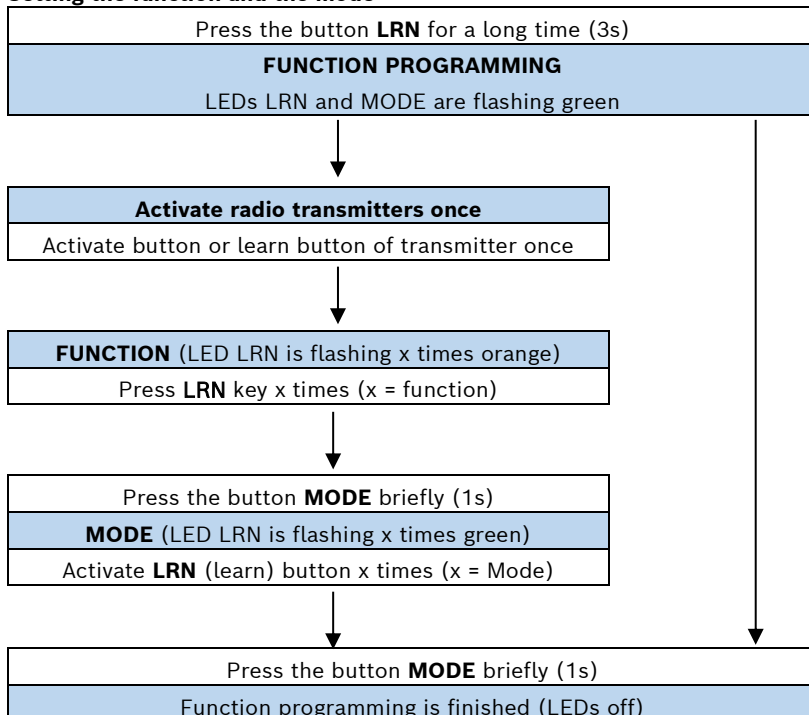 Setting the function and the mode
Press the button LRN for a long time (3s)
FUNCTION PROGRAMMING
LEDs LRN and MODE are flashing green
Activate radio transmitters once
Activate button or learn button of transmitter once
FUNCTION (LED LRN is flashing x times orange)
Press LRN key x times (x = function)
Press the button MODE briefly (1s)
MODE (LED LRN is flashing x times green)
Activate LRN (learn) button x times (x = Mode)
Press the button MODE briefly (1s)
Function programming is finished (LEDs off)